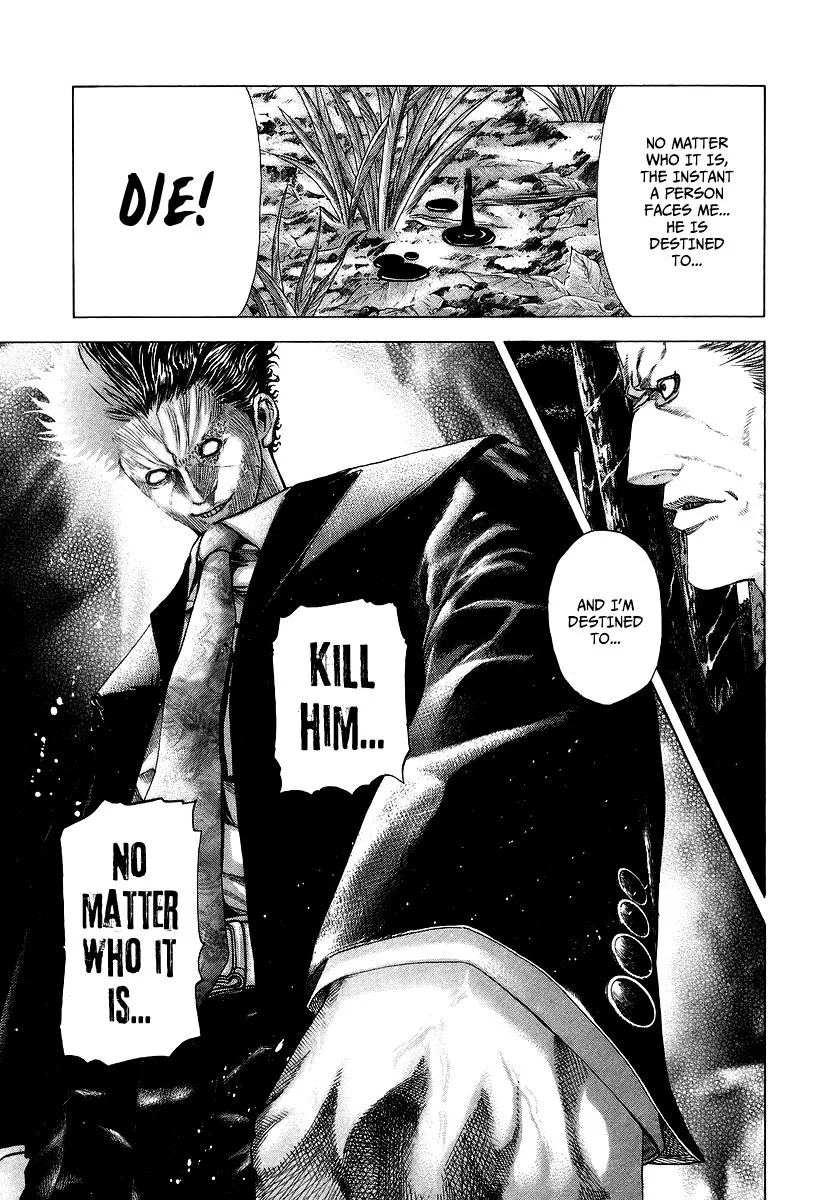 NO MATTER
WHO IT IS,
THE INSTANT
A PERSON
FACES ME...
HE IS
DESTINED
TO...
DIE!
AND I'M
DESTINED
TO...
KILL
HIM...
NO
MATTER
WHO IT
IS...